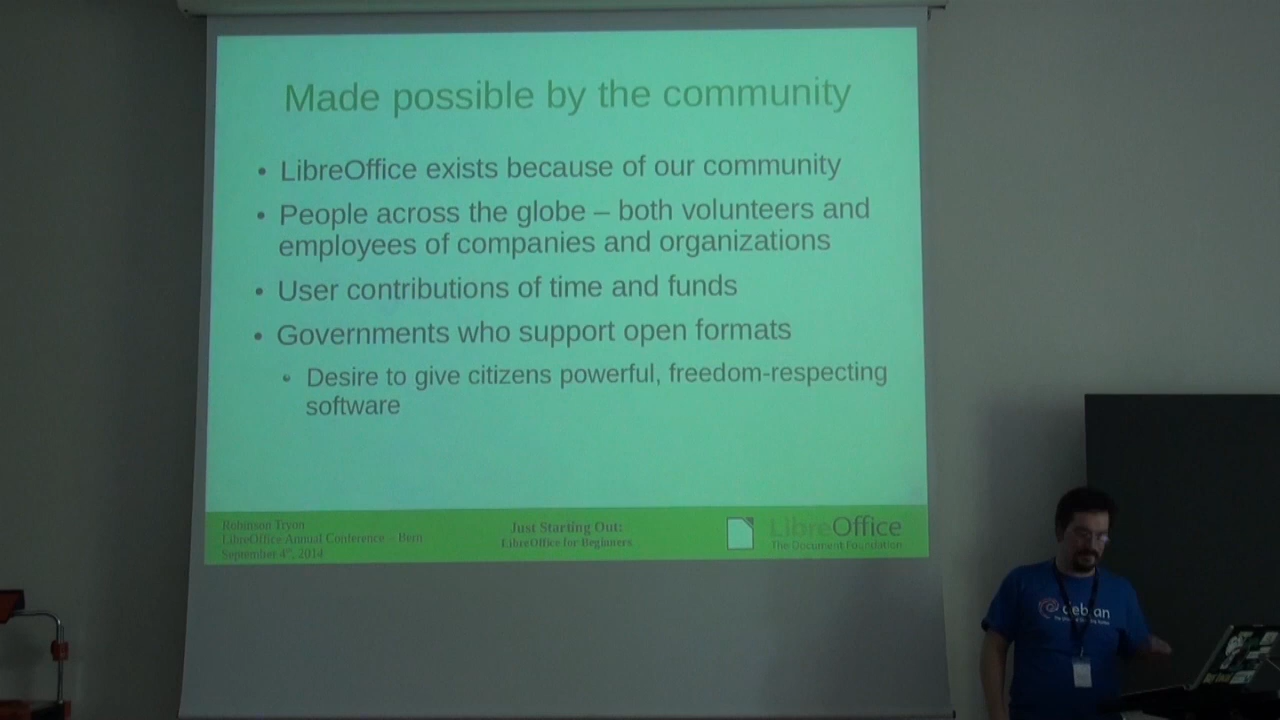 Made possible by the community
• LibreOffice exists because of our community
• People across the globe – both volunteers and
employees of companies and organizations
• User contributions of time and funds
• Governments who support open formats
• Desire to give citizens powerful, freedom-respecting
software
Robinson Tryon
LibreOffice Annual Conference – Bern
September 4th, 2014
Just Starting Out:
LibreOffice for Beginners
LibreOffice
The Document Foundation
debian